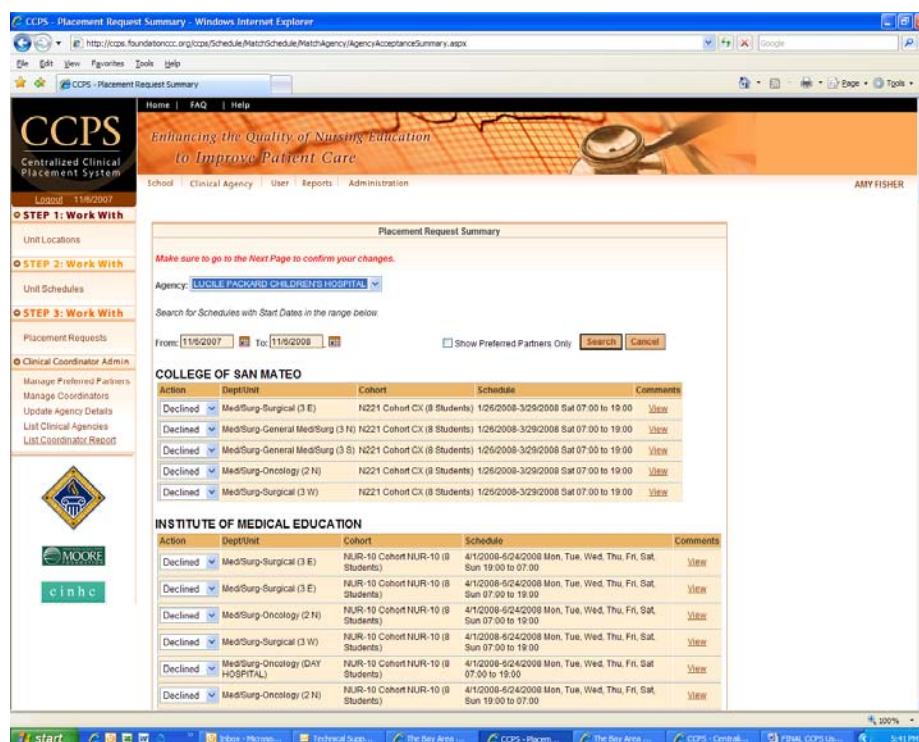 CCPS - Placement Request Summary - Windows Internet Explorer
http://ccps.foundationccc.org/ccps/Schedule/MatchSchedule/MatchAgency/AgencyAcceptanceSummary.aspx
Google
File Edit View Favorites Tools Help
CCPS - Placement Request Summary
Page Tools
Home | FAQ | Help
CCPS
Centralized Clinical
Placement System
Enhancing the Quality of Nursing Education
to Improve Patient Care
Logout 11/6/2007
School Clinical Agency User Reports Administration
AMY FISHER
STEP 1: Work With
Unit Locations
STEP 2: Work With
Unit Schedules
STEP 3: Work With
Placement Requests
Clinical Coordinator Admin
Manage Preferred Partners
Manage Coordinators
Update Agency Details
List Clinical Agencies
List Coordinator Report
MOORE
cinhc
Placement Request Summary
Make sure to go to the Next Page to confirm your changes.
Agency: LUCILE PACKARD CHILDREN'S HOSPITAL
Search for Schedules with Start Dates in the range below.
From: 11/6/2007 To: 11/6/2008 Show Preferred Partners Only Search Cancel
COLLEGE OF SAN MATEO
Action Dept/Unit Cohort Schedule Comments
Declined Med/Surg-Surgical (3 E) N221 Cohort CX (8 Students) 1/26/2008-3/29/2008 Sat 07:00 to 19:00 View
Declined Med/Surg-General Med/Surg (3 N) N221 Cohort CX (8 Students) 1/26/2008-3/29/2008 Sat 07:00 to 19:00 View
Declined Med/Surg-General Med/Surg (3 S) N221 Cohort CX (8 Students) 1/26/2008-3/29/2008 Sat 07:00 to 19:00 View
Declined Med/Surg-Oncology (2 N) N221 Cohort CX (8 Students) 1/26/2008-3/29/2008 Sat 07:00 to 19:00 View
Declined Med/Surg-Surgical (3 W) N221 Cohort CX (8 Students) 1/26/2008-3/29/2008 Sat 07:00 to 19:00 View
INSTITUTE OF MEDICAL EDUCATION
Action Dept/Unit Cohort Schedule Comments
Declined Med/Surg-Surgical (3 E) NUR-10 Cohort NUR-10 (8 Students) 4/1/2008-6/24/2008 Mon, Tue, Wed, Thu, Fri, Sat, Sun 19:00 to 07:00 View
Declined Med/Surg-Surgical (3 E) NUR-10 Cohort NUR-10 (8 Students) 4/1/2008-6/24/2008 Mon, Tue, Wed, Thu, Fri, Sat, Sun 07:00 to 19:00 View
Declined Med/Surg-Oncology (2 N) NUR-10 Cohort NUR-10 (8 Students) 4/1/2008-6/24/2008 Mon, Tue, Wed, Thu, Fri, Sat, Sun 07:00 to 19:00 View
Declined Med/Surg-Surgical (3 W) NUR-10 Cohort NUR-10 (8 Students) 4/1/2008-6/24/2008 Mon, Tue, Wed, Thu, Fri, Sat, Sun 07:00 to 19:00 View
Declined Med/Surg-Oncology (DAY HOSPITAL) NUR-10 Cohort NUR-10 (8 Students) 4/1/2008-6/24/2008 Mon, Tue, Wed, Thu, Fri, Sat 07:00 to 19:00 View
Declined Med/Surg-Oncology (2 N) NUR-10 Cohort NUR-10 (8 Students) 4/1/2008-6/24/2008 Mon, Tue, Wed, Thu, Fri, Sat, Sun 19:00 to 07:00 View
100%
start Inbox - Microso... Technical Supp... The Bay Area ... CCPS - Placem... The Bay Area ... CCPS - Central... FINAL CCPS Us... 5:41 PM